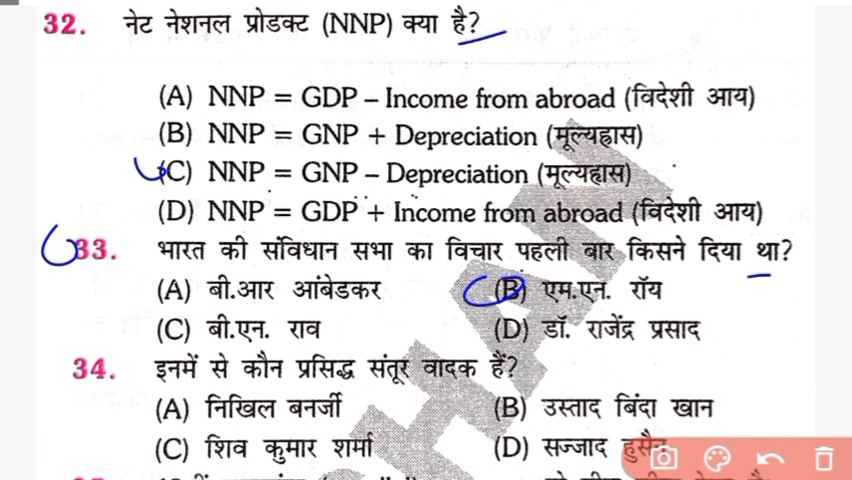 32. नेट नेशनल प्रोडक्ट (NNP) क्या है?
(A) NNP = GDP – Income from abroad (विदेशी आय)
(B) NNP = GNP + Depreciation (मूल्यह्रास)
(C) NNP = GNP – Depreciation (मूल्यह्रास)
(D) NNP = GDP + Income from abroad (विदेशी आय)
33. भारत की संविधान सभा का विचार पहली बार किसने दिया था?
(A) बी.आर आंबेडकर (B) एम.एन. रॉय
(C) बी.एन. राव (D) डॉ. राजेंद्र प्रसाद
34. इनमें से कौन प्रसिद्ध संतूर वादक हैं?
(A) निखिल बनर्जी (B) उस्ताद बिंदा खान
(C) शिव कुमार शर्मा (D) सज्जाद हुसैन